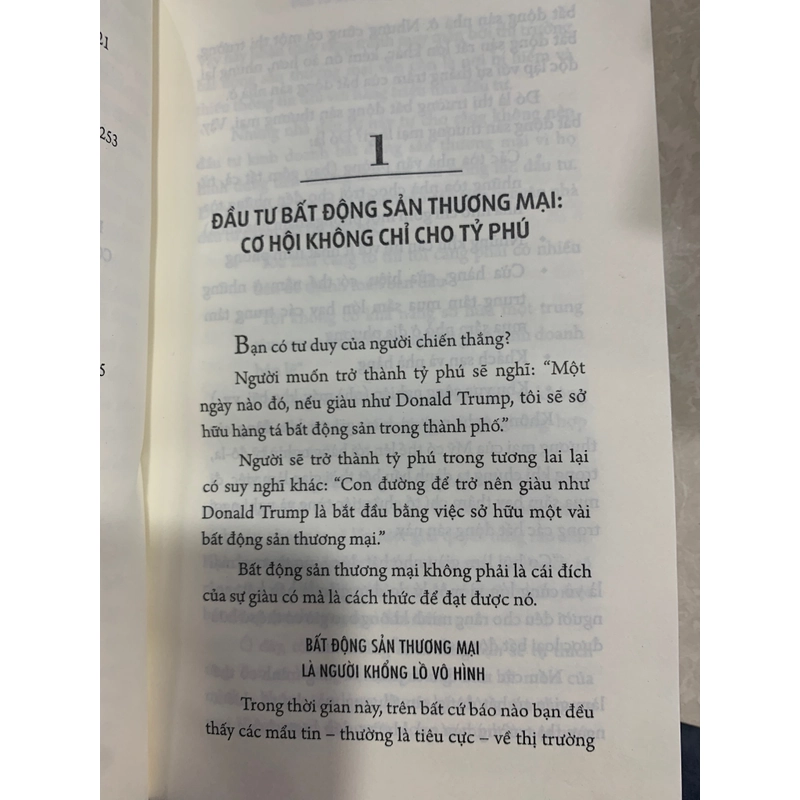 21
253
5
1
ĐẦU TƯ BẤT ĐỘNG SẢN THƯƠNG MẠI:
CƠ HỘI KHÔNG CHỈ CHO TỶ PHÚ
Bạn có tư duy của người chiến thắng?
Người muốn trở thành tỷ phú sẽ nghĩ: “Một
ngày nào đó, nếu giàu như Donald Trump, tôi sẽ sở
hữu hàng tá bất động sản trong thành phố.”
Người sẽ trở thành tỷ phú trong tương lai lại
có suy nghĩ khác: “Con đường để trở nên giàu như
Donald Trump là bắt đầu bằng việc sở hữu một vài
bất động sản thương mại.”
Bất động sản thương mại không phải là cái đích
của sự giàu có mà là cách thức để đạt được nó.
BẤT ĐỘNG SẢN THƯƠNG MẠI
LÀ NGƯỜI KHỔNG LỒ VÔ HÌNH
Trong thời gian này, trên bất cứ báo nào bạn đều
thấy các mẩu tin – thường là tiêu cực – về thị trường